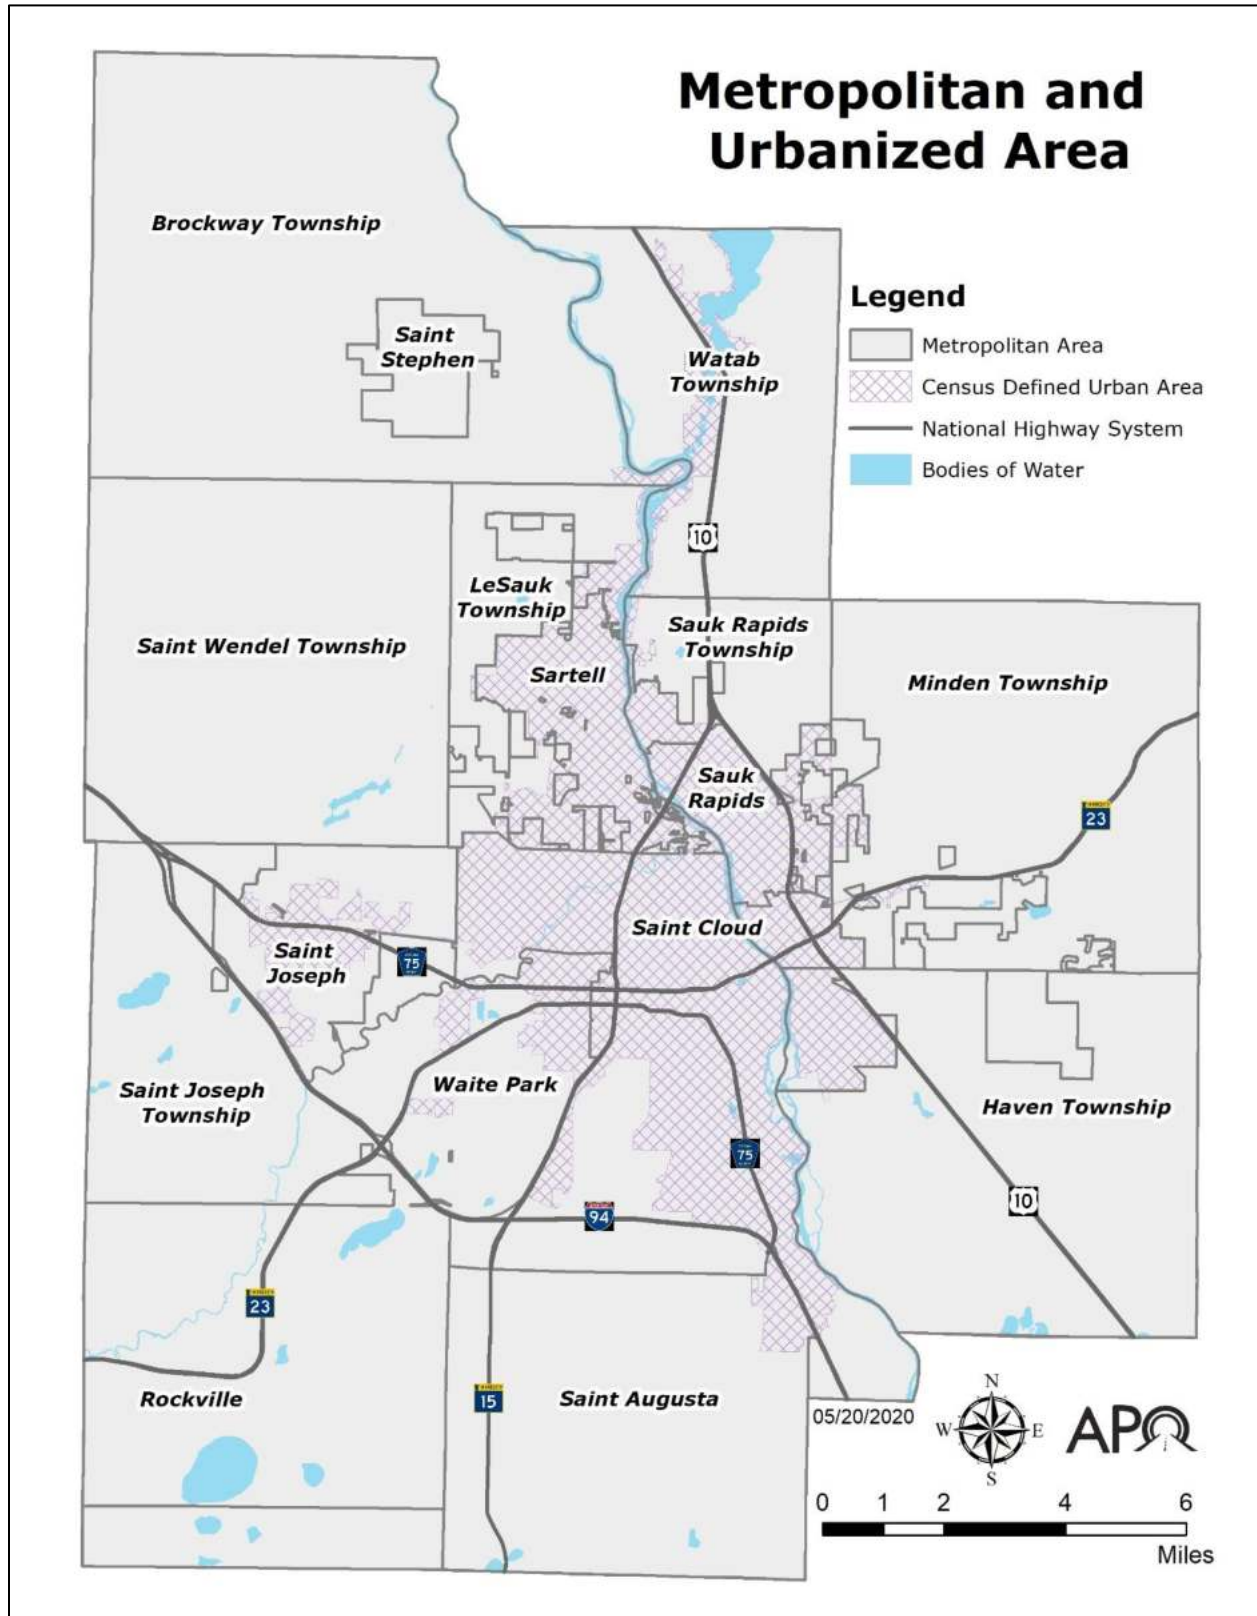 Metropolitan and
Urbanized Area
Brockway Township
Saint
Stephen
Watab
Township
Legend
Metropolitan Area
Census Defined Urban Area
National Highway System
Bodies of Water
10
LeSauk
Township
Sauk Rapids
Township
Saint Wendel Township
Sartell
Minden Township
Sauk
Rapids
23
Saint Cloud
Saint
Joseph
75
Saint Joseph
Township
Waite Park
Haven Township
75
10
94
23
Rockville
15
Saint Augusta
05/20/2020
N
W
E
S
APO
0 1 2 4 6
Miles